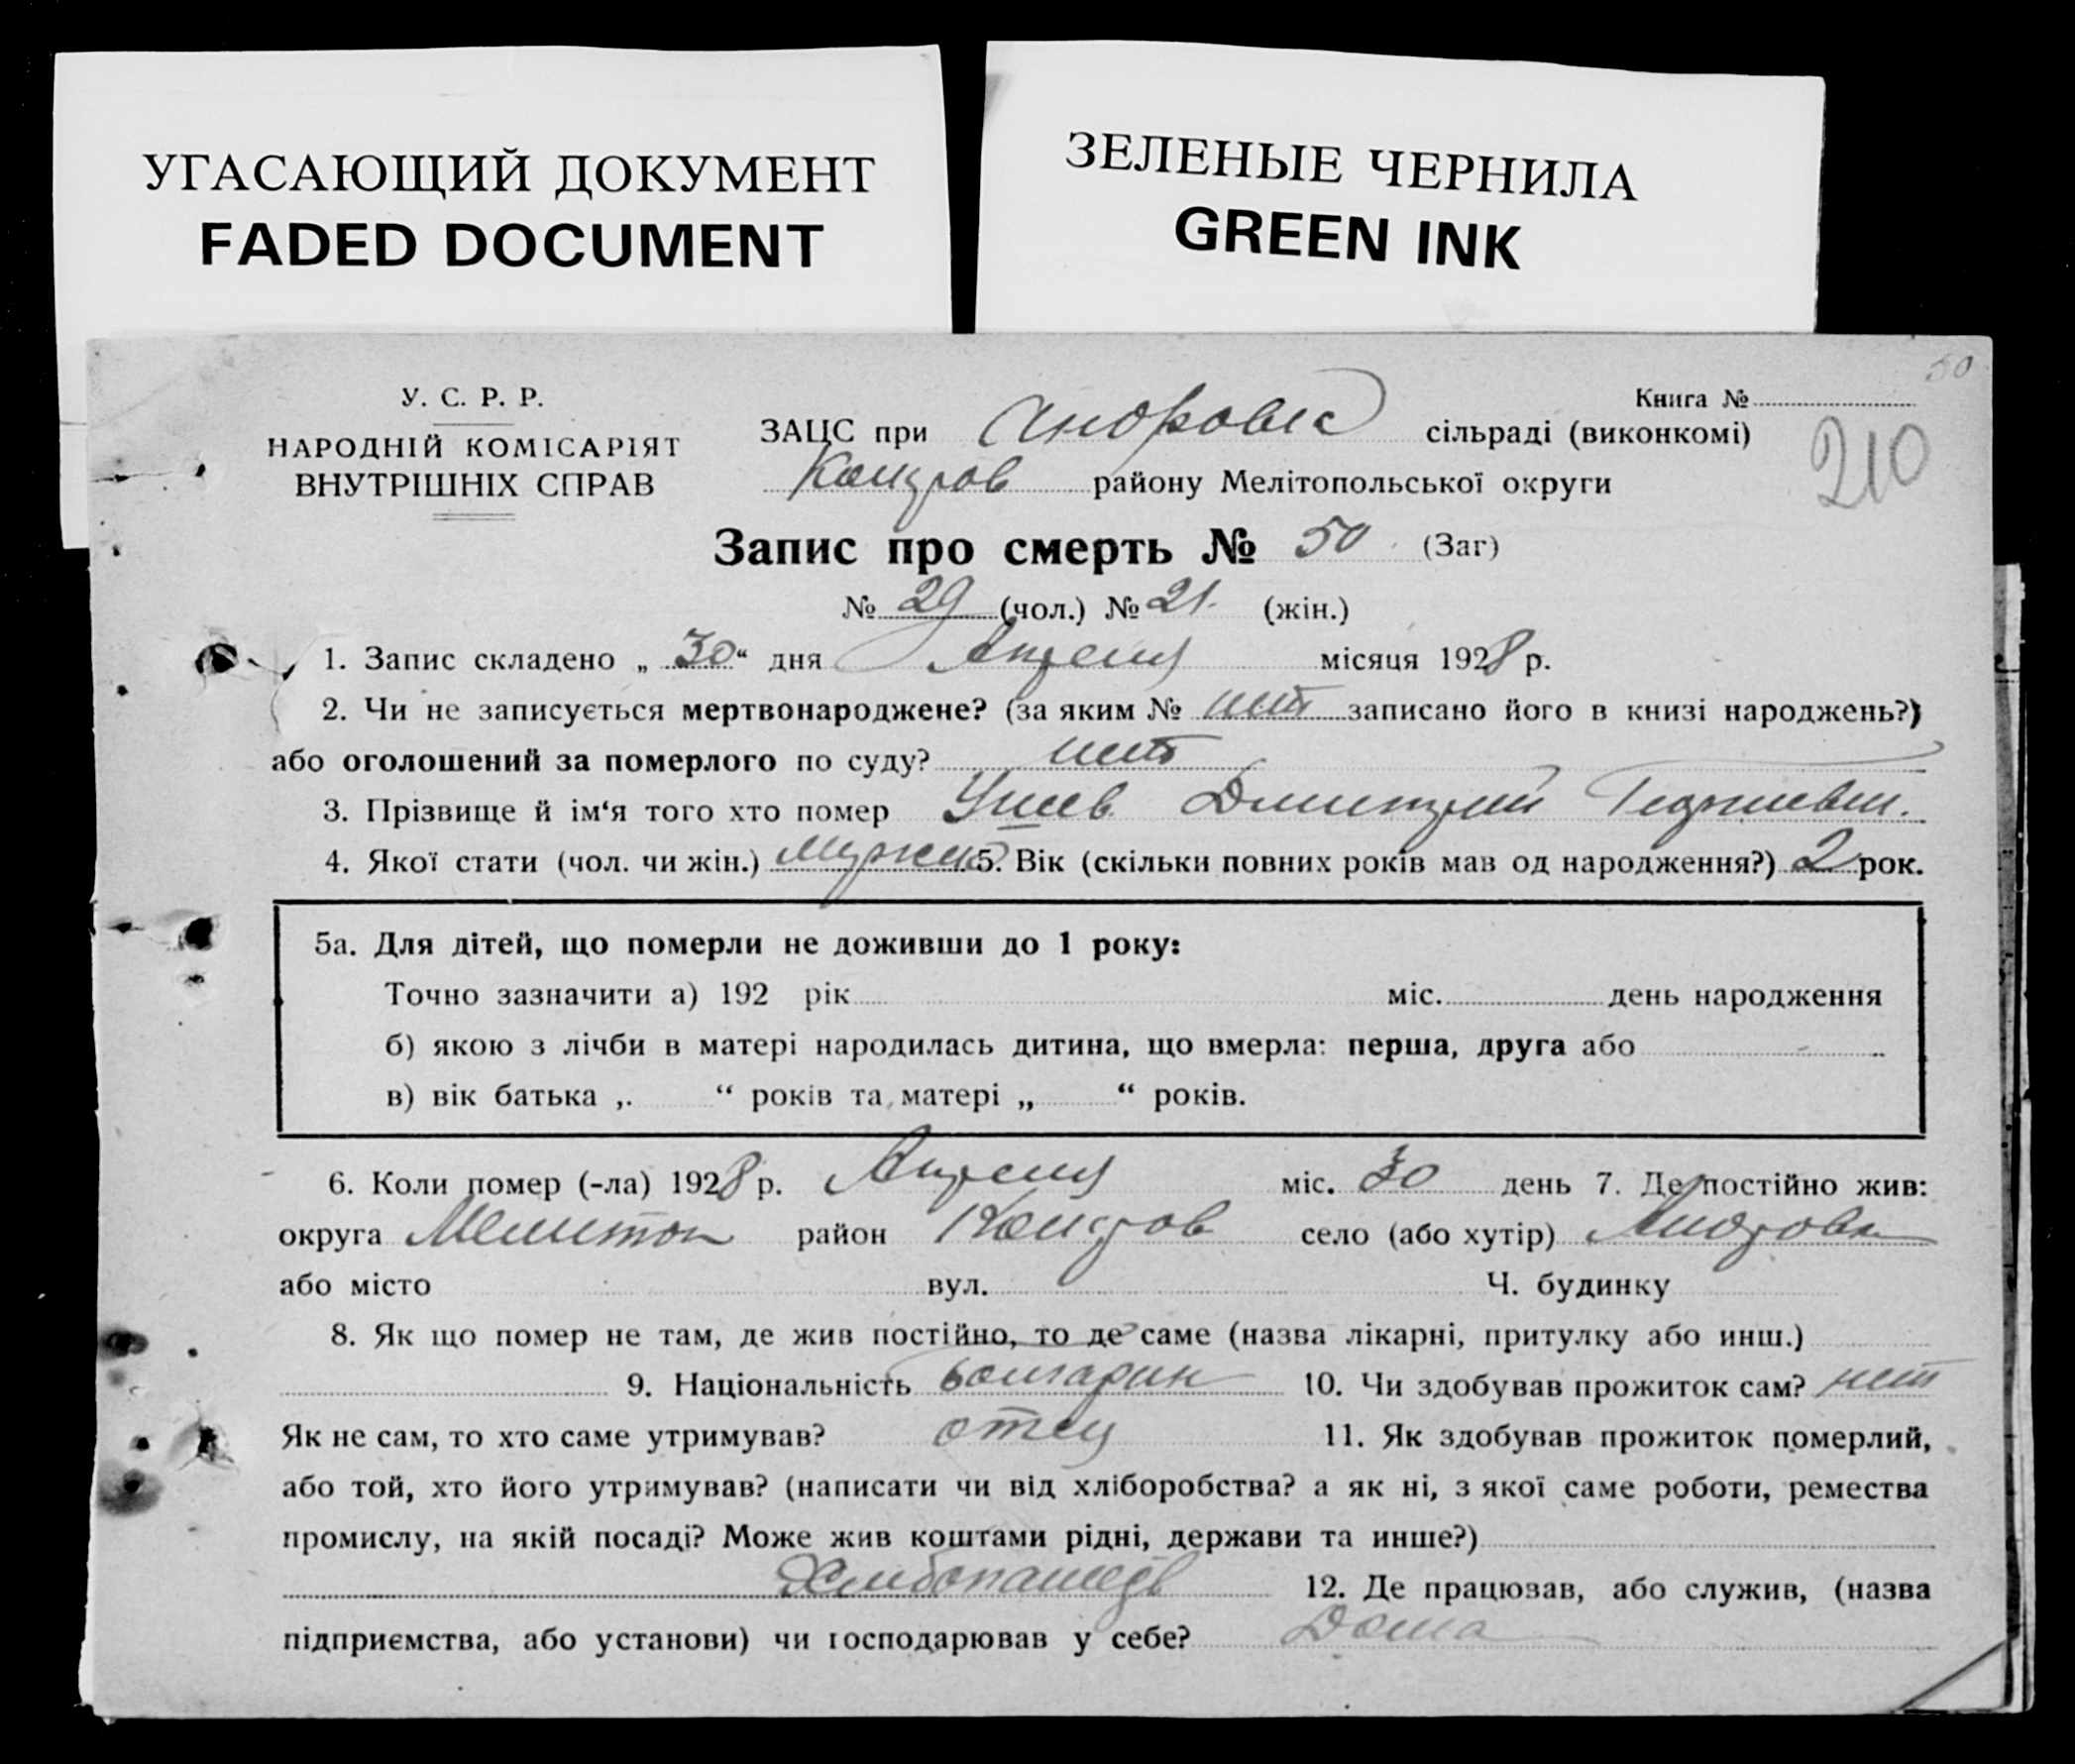 УГАСАЮЩИЙ ДОКУМЕНТ
FADED DOCUMENT
ЗЕЛЕНЫЕ ЧЕРНИЛА
GREEN INK
50
У. С. Р. Р.
НАРОДНІЙ КОМІСАРІЯТ
ВНУТРІШНІХ СПРАВ
Книга №
210
ЗАЦС при Андровка сільраді (виконкомі)
район у Мелітопольської округи
Запис про смерть № 50 (Заг)
№ 29 (чол.) № 21. (жін.)
1. Запис складено „ 30 “ дня Апреля місяця 1928 р.
2. Чи не записується мертвонароджене? (за яким № нет записано його в книзі народжень?)
або оголошений за померлого по суду? нет
3. Прізвище й ім‘я того хто помер Дмитрий Георгиевич.
4. Якої стати (чол. чи жін.) Мужск 5. Вік (скільки повних років мав од народження?) 2 рок.
5а. Для дітей, що померли не доживши до 1 року:
Точно зазначити а) 192 рік міс. день народження
б) якою з лічби в матері народилась дитина, що вмерла: перша, друга або
в) вік батька „ “ років та матері „ “ років.
6. Коли помер (-ла) 1928 р. Апреля міс. 30 день 7. Де постійно жив:
округа Мелитоп район село (або хутір) Андровка
або місто вул. Ч. будинку
8. Як що помер не там, де жив постійно, то де саме (назва лікарні, притулку або инш.)
9. Національність болгарин 10. Чи здобував прожиток сам? нет
Як не сам, то хто саме утримував? отец 11. Як здобував прожиток померлий,
або той, хто його утримував? (написати чи від хліборобства? а як ні, з якої саме роботи, ремества
промислу, на якій посаді? Може жив коштами рідні, держави та инше?)
12. Де працював, або служив, (назва
підприємства, або установи) чи господарював у себе? Дома